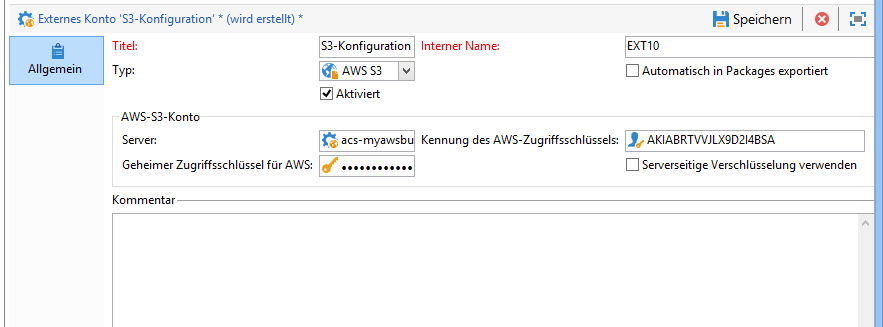 Externes Konto 'S3-Konfiguration' * (wird erstellt) *
Speichern
Allgemein
Titel: S3-Konfiguration Interner Name: EXT10
Typ: AWS S3 Automatisch in Packages exportiert
Aktiviert
AWS-S3-Konto
Server: acs-myawsbu Kennung des AWS-Zugriffsschlüssels: AKIABRTVVJLX9D2I4BSA
Geheimer Zugriffsschlüssel für AWS: •••••••••••• Serverseitige Verschlüsselung verwenden
Kommentar